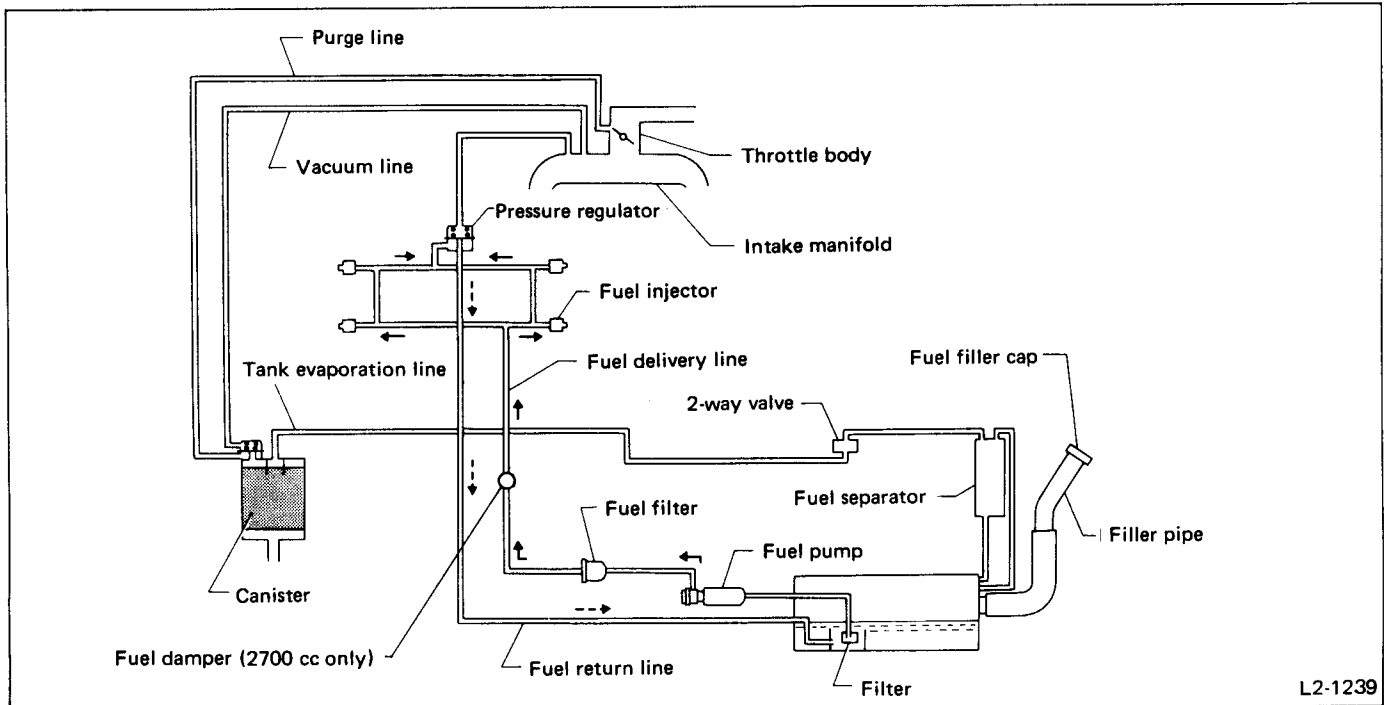 Purge line
Vacuum line
Throttle body
Pressure regulator
Intake manifold
Fuel injector
Fuel delivery line
Fuel filler cap
Tank evaporation line
2-way valve
Fuel separator
Fuel filter
Filler pipe
Fuel pump
Canister
Fuel damper (2700 cc only)
Fuel return line
Filter
L2-1239